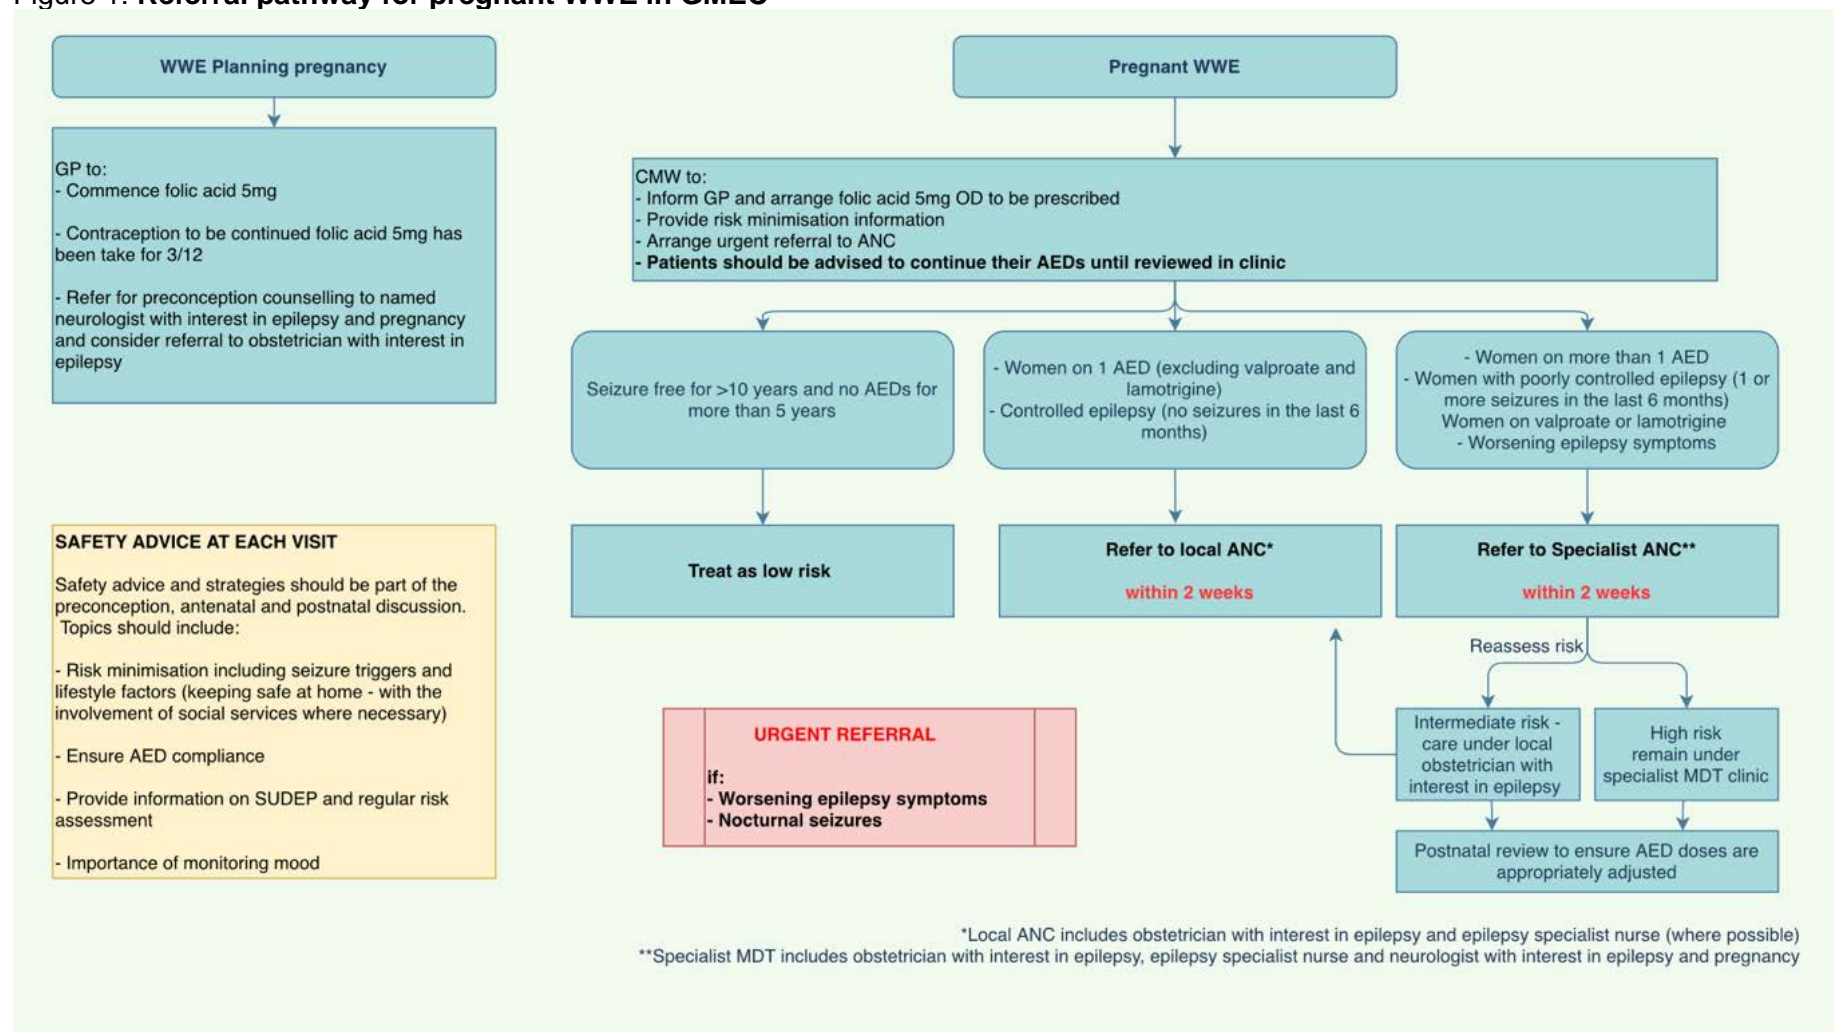 Figure 1: Referral pathway for pregnant WWE in GMEC
WWE Planning pregnancy
GP to:
- Commence folic acid 5mg
- Contraception to be continued folic acid 5mg has
been take for 3/12
- Refer for preconception counselling to named
neurologist with interest in epilepsy and pregnancy
and consider referral to obstetrician with interest in
epilepsy
SAFETY ADVICE AT EACH VISIT
Safety advice and strategies should be part of the
preconception, antenatal and postnatal discussion.
Topics should include:
- Risk minimisation including seizure triggers and
lifestyle factors (keeping safe at home - with the
involvement of social services where necessary)
- Ensure AED compliance
- Provide information on SUDEP and regular risk
assessment
- Importance of monitoring mood
Pregnant WWE
CMW to:
- Inform GP and arrange folic acid 5mg OD to be prescribed
- Provide risk minimisation information
- Arrange urgent referral to ANC
- Patients should be advised to continue their AEDs until reviewed in clinic
Seizure free for >10 years and no AEDs for
more than 5 years
- Women on 1 AED (excluding valproate and
lamotrigine)
- Controlled epilepsy (no seizures in the last 6
months)
- Women on more than 1 AED
- Women with poorly controlled epilepsy (1 or
more seizures in the last 6 months)
Women on valproate or lamotrigine
- Worsening epilepsy symptoms
Treat as low risk
Refer to local ANC*
within 2 weeks
Refer to Specialist ANC**
within 2 weeks
Reassess risk
Intermediate risk -
care under local
obstetrician with
interest in epilepsy
High risk
remain under
specialist MDT clinic
Postnatal review to ensure AED doses are
appropriately adjusted
URGENT REFERRAL
if:
- Worsening epilepsy symptoms
- Nocturnal seizures
*Local ANC includes obstetrician with interest in epilepsy and epilepsy specialist nurse (where possible)
**Specialist MDT includes obstetrician with interest in epilepsy, epilepsy specialist nurse and neurologist with interest in epilepsy and pregnancy